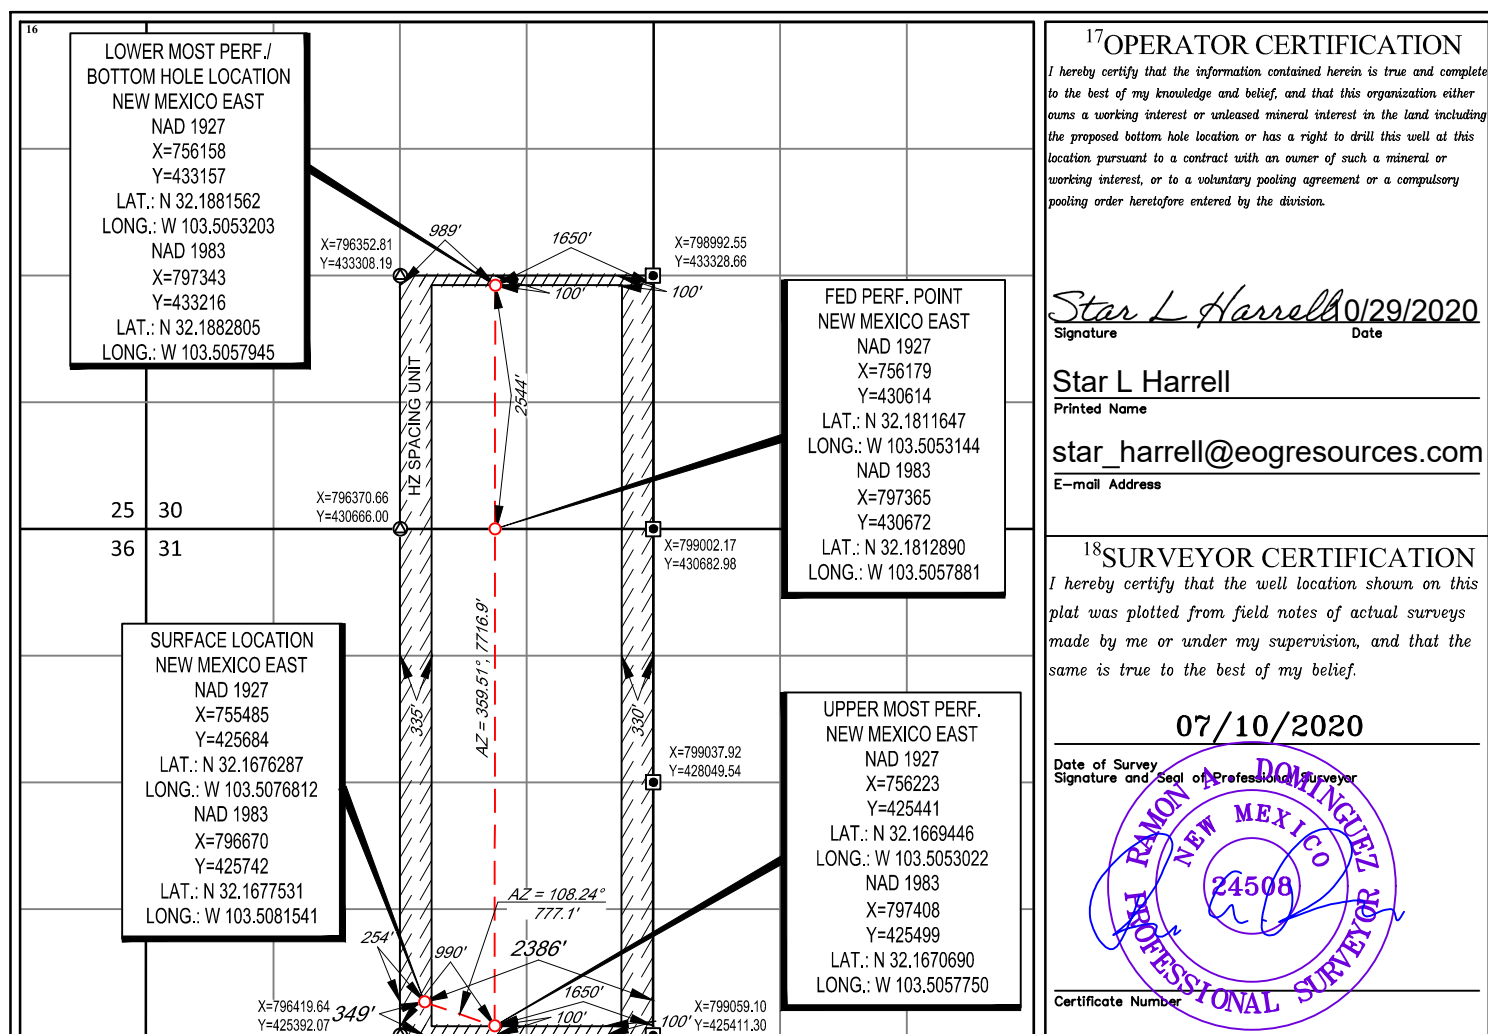 16
LOWER MOST PERF./
BOTTOM HOLE LOCATION
NEW MEXICO EAST
NAD 1927
X=756158
Y=433157
LAT.: N 32.1881562
LONG.: W 103.5053203
NAD 1983
X=797343
Y=433216
LAT.: N 32.1882805
LONG.: W 103.5057945
X=796352.81
Y=433308.19
989'
1650'
X=798992.55
Y=433328.66
100'
100'
FED PERF. POINT
NEW MEXICO EAST
NAD 1927
X=756179
Y=430614
LAT.: N 32.1811647
LONG.: W 103.5053144
NAD 1983
X=797365
Y=430672
LAT.: N 32.1812890
LONG.: W 103.5057881
HZ SPACING UNIT
2544'
X=796370.66
Y=430666.00
25 30
36 31
X=799002.17
Y=430682.98
SURFACE LOCATION
NEW MEXICO EAST
NAD 1927
X=755485
Y=425684
LAT.: N 32.1676287
LONG.: W 103.5076812
NAD 1983
X=796670
Y=425742
LAT.: N 32.1677531
LONG.: W 103.5081541
335'
AZ = 359.51°, 7716.9'
330'
X=799037.92
Y=428049.54
UPPER MOST PERF.
NEW MEXICO EAST
NAD 1927
X=756223
Y=425441
LAT.: N 32.1669446
LONG.: W 103.5053022
NAD 1983
X=797408
Y=425499
LAT.: N 32.1670690
LONG.: W 103.5057750
AZ = 108.24°
777.1'
254'
990'
2386'
1650'
X=796419.64
Y=425392.07
349'
100'
100'
X=799059.10
Y=425411.30
17OPERATOR CERTIFICATION
I hereby certify that the information contained herein is true and complete
to the best of my knowledge and belief, and that this organization either
owns a working interest or unleased mineral interest in the land including
the proposed bottom hole location or has a right to drill this well at this
location pursuant to a contract with an owner of such a mineral or
working interest, or to a voluntary pooling agreement or a compulsory
pooling order heretofore entered by the division.
Star L Harrell 10/29/2020
Signature Date
Star L Harrell
Printed Name
star_harrell@eogresources.com
E-mail Address
18SURVEYOR CERTIFICATION
I hereby certify that the well location shown on this
plat was plotted from field notes of actual surveys
made by me or under my supervision, and that the
same is true to the best of my belief.
07/10/2020
Date of Survey
Signature and Seal of Professional Surveyor
RAMON A. DOMINGUEZ
NEW MEXICO
24508
PROFESSIONAL SURVEYOR
Certificate Number